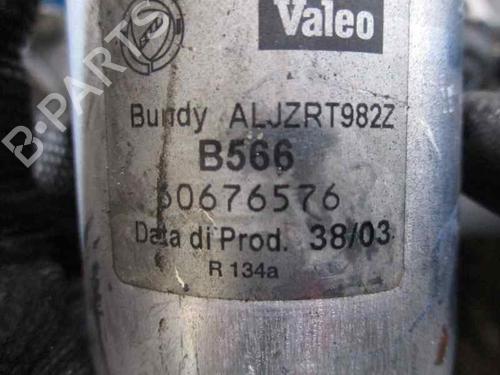 Valeo
Bundy ALJZRT982Z
B566
60676576
Data di Prod. 38/03
R 134a
B-PARTS